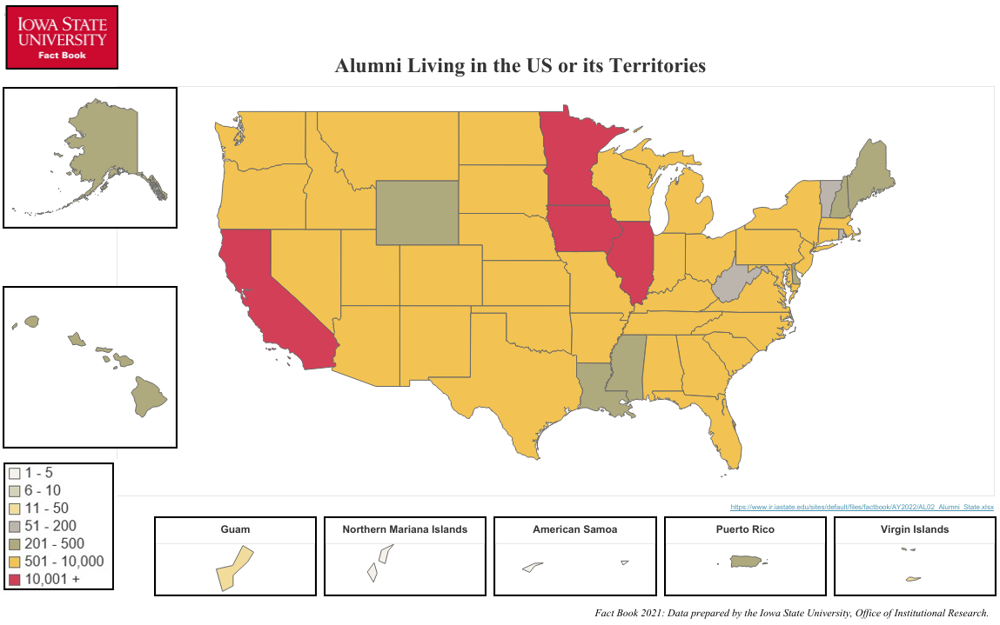 IOWA STATE
UNIVERSITY
Fact Book
Alumni Living in the US or its Territories
1 - 5
6 - 10
11 - 50
51 - 200
201 - 500
501 - 10,000
10,001 +
https://www.ir.iastate.edu/sites/default/files/factbook/AY2022/AL02_Alumni_State.xlsx
Guam
Northern Mariana Islands
American Samoa
Puerto Rico
Virgin Islands
Fact Book 2021: Data prepared by the Iowa State University, Office of Institutional Research.